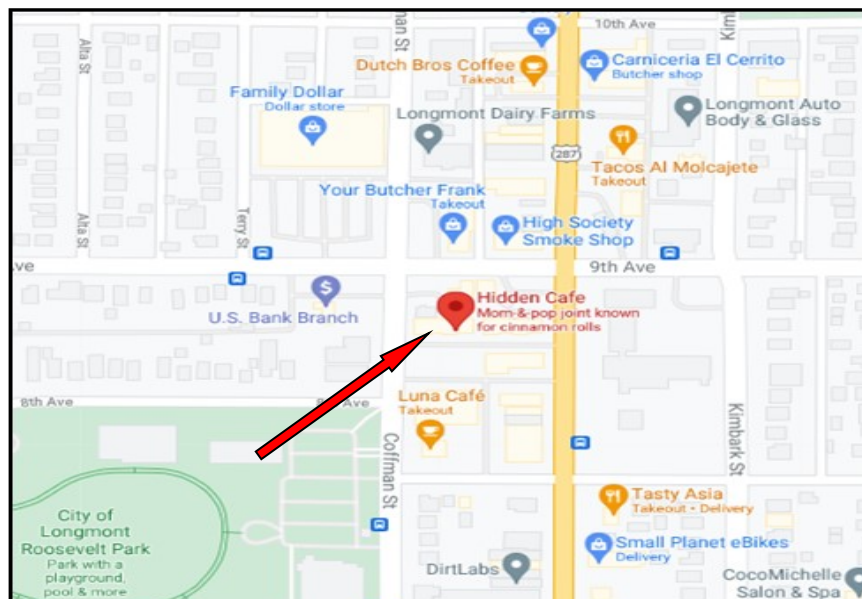 10th Ave
Alta St
Coffman St
Dutch Bros Coffee
Takeout
Carniceria El Cerrito
Butcher shop
Family Dollar
Dollar store
Longmont Dairy Farms
Longmont Auto
Body & Glass
287
Tacos Al Molcajete
Takeout
Your Butcher Frank
Takeout
Alta St
Terry St
High Society
Smoke Shop
9th Ave
$
U.S. Bank Branch
Hidden Cafe
Mom-&-pop joint known
for cinnamon rolls
8th Ave
Luna Café
Takeout
Coffman St
Kimbark St
City of
Longmont
Roosevelt Park
Park with a
playground,
pool & more
Tasty Asia
Takeout • Delivery
Small Planet eBikes
Delivery
DirtLabs
CocoMichelle
Salon & Spa